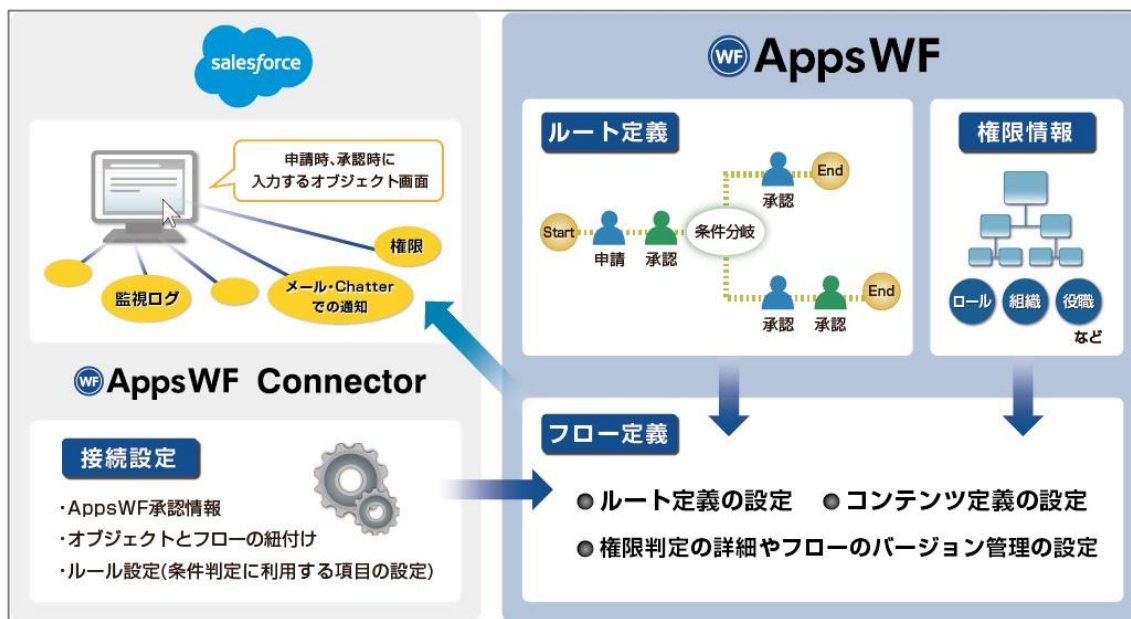 salesforce
申請時、承認時に
入力するオブジェクト画面
権限
監視ログ
メール・Chatter
での通知
WF AppsWF Connector
接続設定
・AppsWF承認情報
・オブジェクトとフローの紐付け
・ルール設定(条件判定に利用する項目の設定)
WF AppsWF
ルート定義
Start
申請
承認
条件分岐
承認
End
承認
承認
End
権限情報
ロール
組織
役職
など
フロー定義
●ルート定義の設定
●コンテンツ定義の設定
●権限判定の詳細やフローのバージョン管理の設定